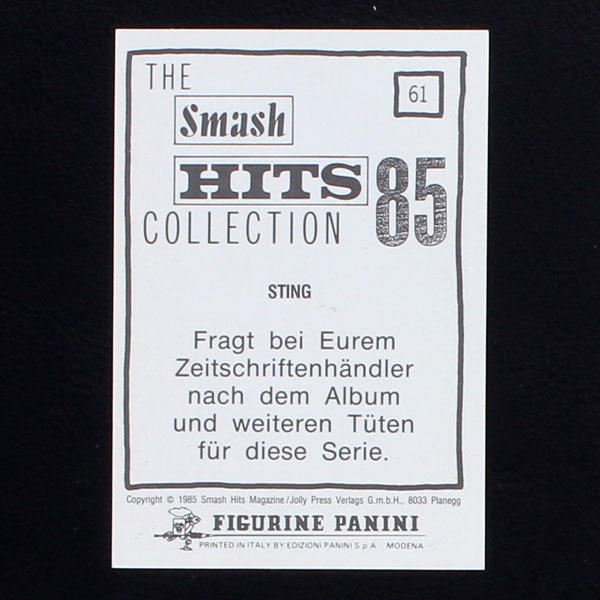 THE
61
Smash
HITS 85
COLLECTION
STING
Fragt bei Eurem
Zeitschriftenhändler
nach dem Album
und weiteren Tüten
für diese Serie.
Copyright © 1985 Smash Hits Magazine/Jolly Press Verlags G.m.b.H., 8033 Planegg
FIGURINE PANINI
PRINTED IN ITALY BY EDIZIONI PANINI S p A MODENA